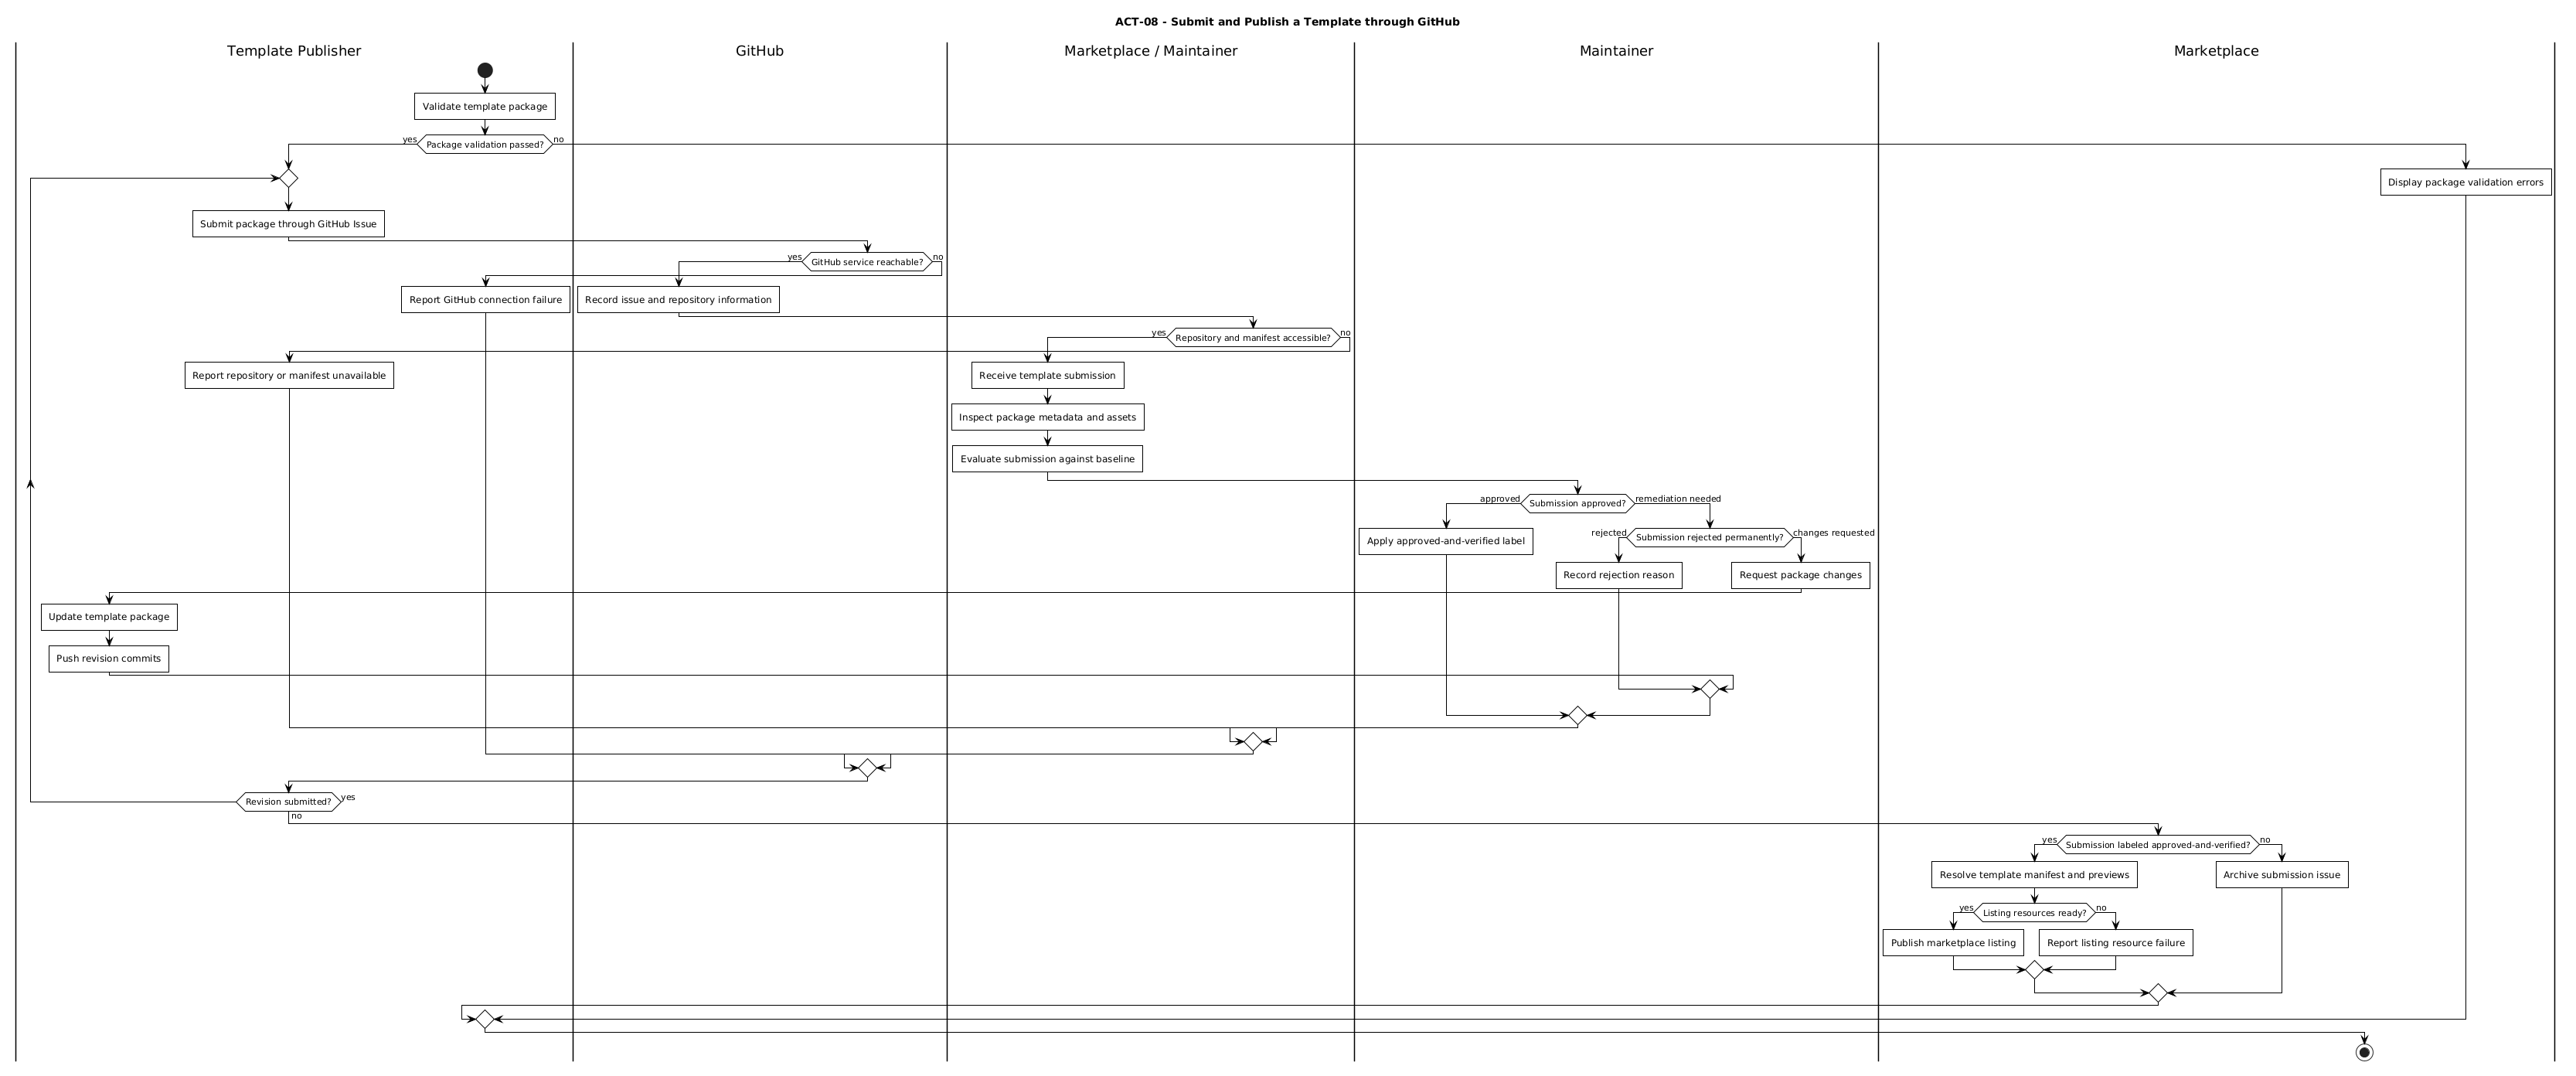 ACT-08 - Submit and Publish a Template through GitHub
Template Publisher
GitHub
Marketplace / Maintainer
Maintainer
Marketplace
Validate template package
yes
Package validation passed?
no
Display package validation errors
Submit package through GitHub Issue
yes
GitHub service reachable?
no
Report GitHub connection failure
Record issue and repository information
yes
Repository and manifest accessible?
no
Report repository or manifest unavailable
Receive template submission
Inspect package metadata and assets
Evaluate submission against baseline
approved
Submission approved?
remediation needed
Apply approved-and-verified label
rejected
Submission rejected permanently?
changes requested
Record rejection reason
Request package changes
Update template package
Push revision commits
Revision submitted?
yes
no
yes
Submission labeled approved-and-verified?
no
Resolve template manifest and previews
Archive submission issue
yes
Listing resources ready?
no
Publish marketplace listing
Report listing resource failure